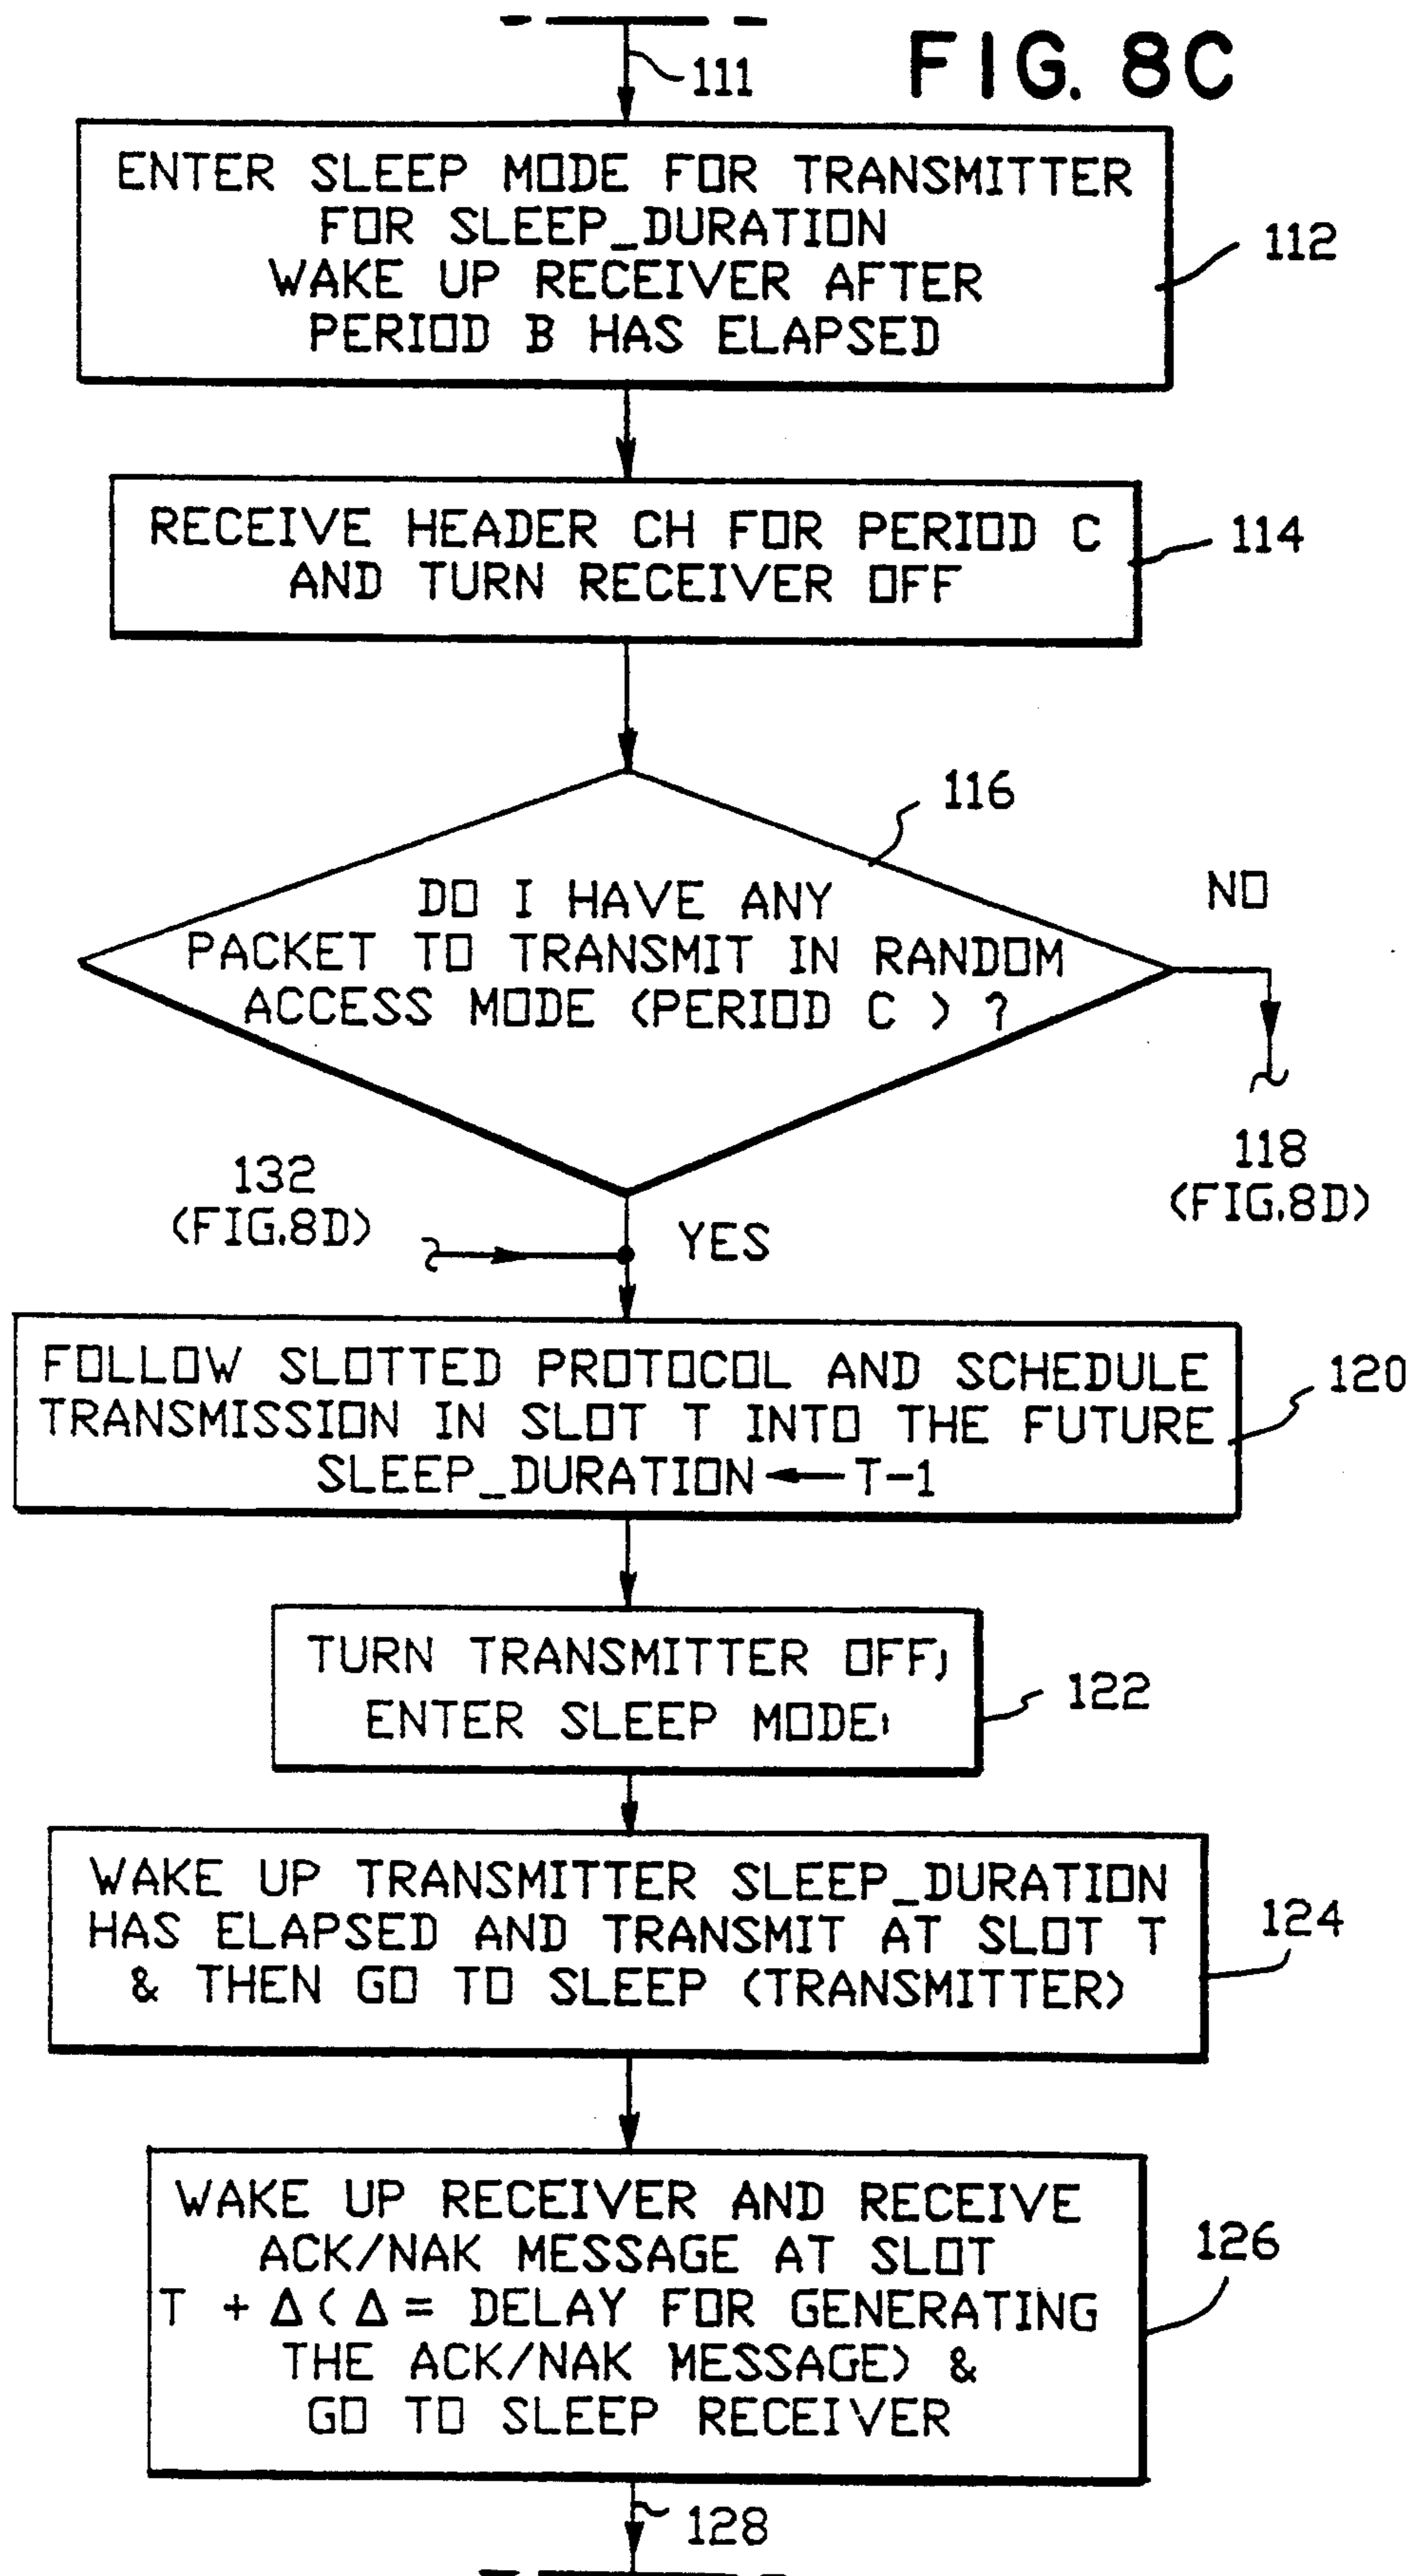 FIG. 8C
111
ENTER SLEEP MODE FOR TRANSMITTER
FOR SLEEP_DURATION
WAKE UP RECEIVER AFTER
PERIOD B HAS ELAPSED
112
RECEIVE HEADER CH FOR PERIOD C
AND TURN RECEIVER OFF
114
116
DO I HAVE ANY
PACKET TO TRANSMIT IN RANDOM
ACCESS MODE (PERIOD C ) ?
NO
118
(FIG.8D)
132
(FIG.8D)
YES
FOLLOW SLOTTED PROTOCOL AND SCHEDULE
TRANSMISSION IN SLOT T INTO THE FUTURE
SLEEP_DURATION ← T-1
120
TURN TRANSMITTER OFF;
ENTER SLEEP MODE;
122
WAKE UP TRANSMITTER SLEEP_DURATION
HAS ELAPSED AND TRANSMIT AT SLOT T
& THEN GO TO SLEEP (TRANSMITTER)
124
WAKE UP RECEIVER AND RECEIVE
ACK/NAK MESSAGE AT SLOT
T + Δ ( Δ = DELAY FOR GENERATING
THE ACK/NAK MESSAGE) &
GO TO SLEEP RECEIVER
126
128